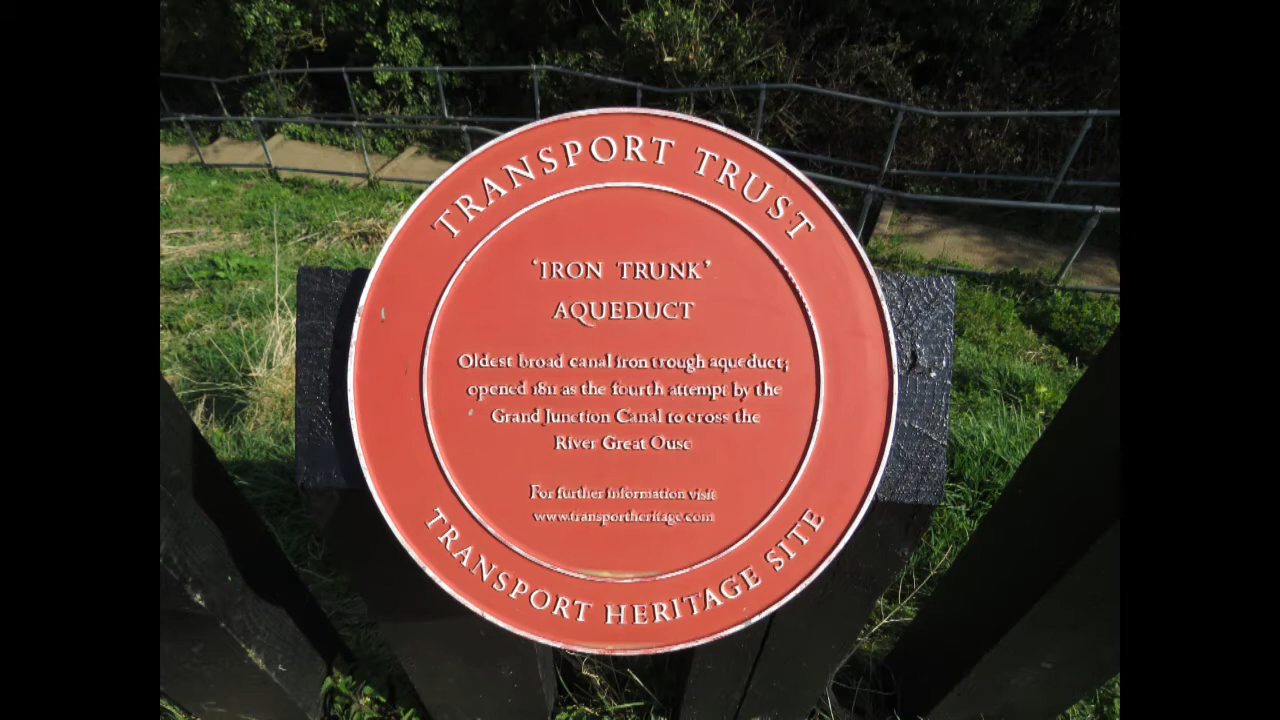 TRANSPORT TRUST
'IRON TRUNK'
AQUEDUCT
Oldest broad canal iron trough aqueduct;
opened 1811 as the fourth attempt by the
Grand Junction Canal to cross the
River Great Ouse
For further information visit
www.transportheritage.com
TRANSPORT HERITAGE SITE